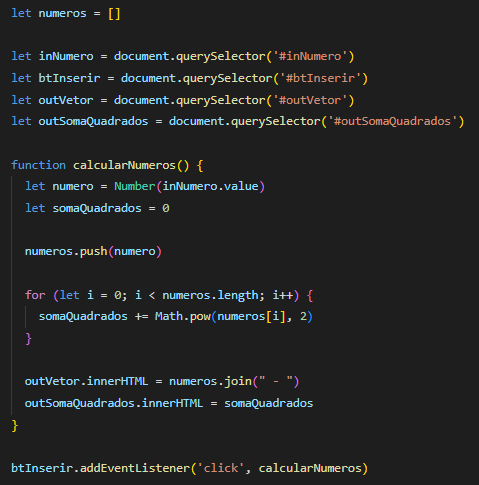 let numeros = []
let inNumero = document.querySelector('#inNumero')
let btInserir = document.querySelector('#btInserir')
let outVetor = document.querySelector('#outVetor')
let outSomaQuadrados = document.querySelector('#outSomaQuadrados')
function calcularNumeros() {
let numero = Number(inNumero.value)
let somaQuadrados = 0
numeros.push(numero)
for (let i = 0; i < numeros.length; i++) {
somaQuadrados += Math.pow(numeros[i], 2)
}
outVetor.innerHTML = numeros.join(" - ")
outSomaQuadrados.innerHTML = somaQuadrados
}
btInserir.addEventListener('click', calcularNumeros)